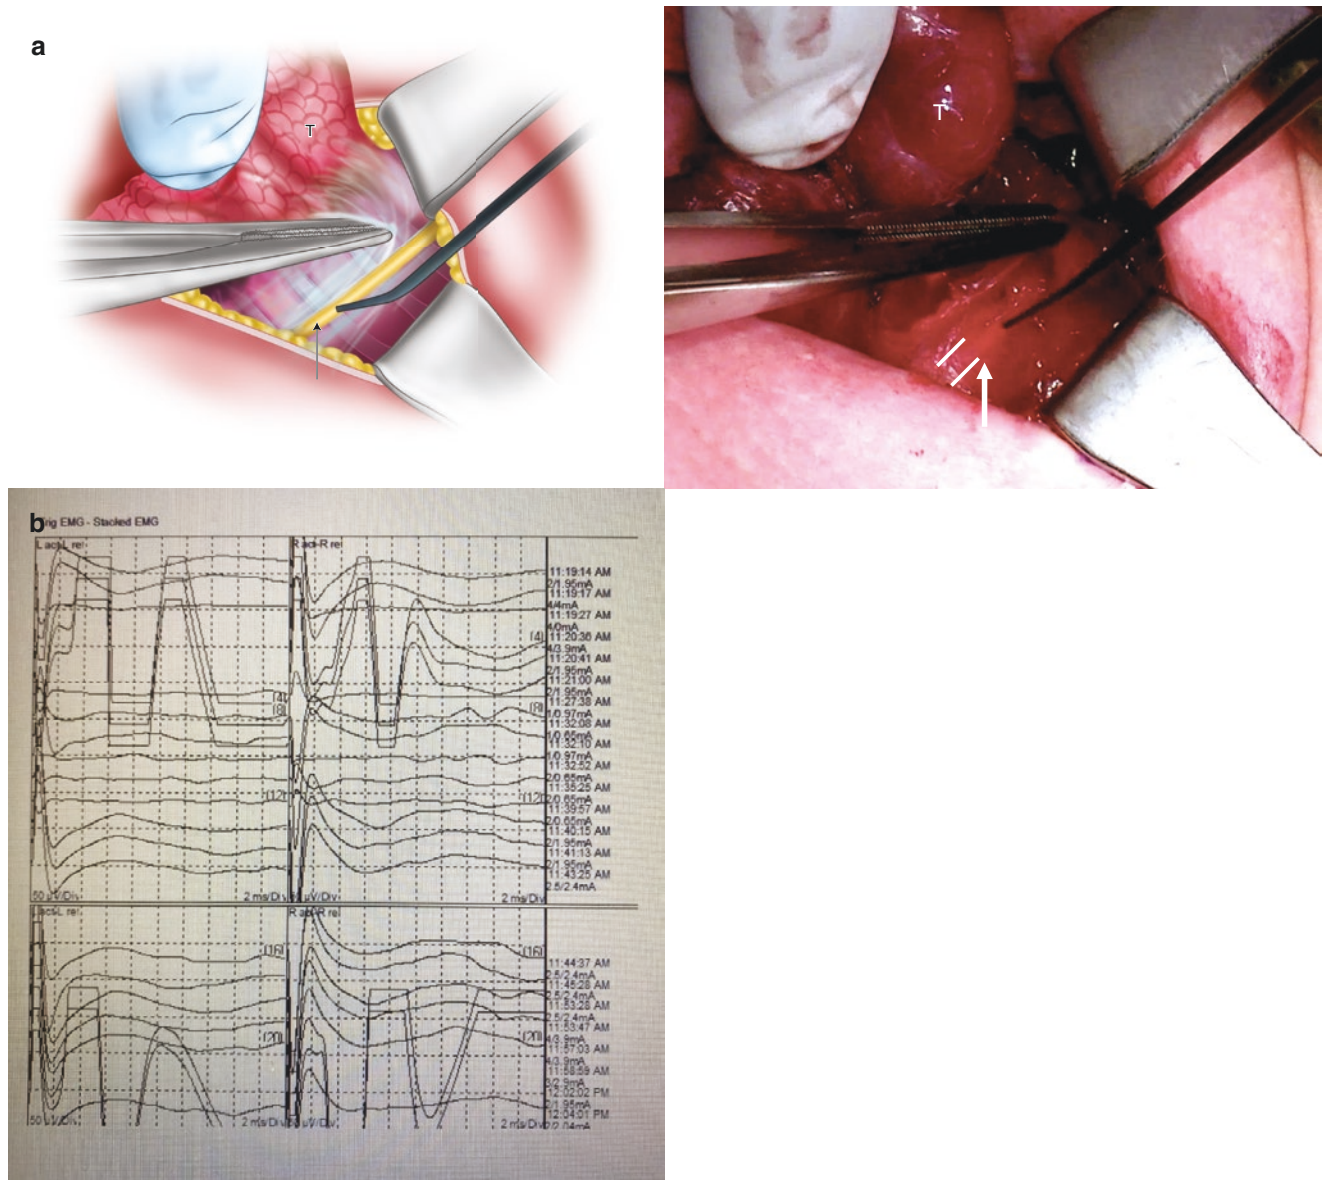 a
T
T
b
Trig EMG - Stacked EMG
11:19:14 AM
2/1.95mA
11:19:17 AM
4/4mA
11:19:27 AM
4/0mA
(4)
11:20:36 AM
4/3.9mA
11:20:41 AM
2/1.95mA
11:21:00 AM
2/1.95mA
(4)
11:27:38 AM
(8)
(8)
1/0.97mA
11:32:08 AM
1/0.65mA
11:32:10 AM
1/0.97mA
11:32:52 AM
2/0.65mA
11:35:25 AM
(12)
(12)
2/0.65mA
11:39:57 AM
2/0.65mA
11:40:15 AM
2/1.95mA
11:41:13 AM
2/1.95mA
11:43:25 AM
2.5/2.4mA
50 µV/Div
2 ms/Div
µV/Div
2 ms/Div
(16)
(16)
11:44:37 AM
2.5/2.4mA
11:45:28 AM
2.5/2.4mA
11:53:28 AM
2.5/2.4mA
11:53:47 AM
(20)
(20)
4/3.9mA
11:57:03 AM
4/3.9mA
11:58:59 AM
3/2.9mA
12:02:02 PM
2/1.95mA
12:04:01 PM
2/2.04mA
50 µV/Div
2 ms/Div
µV/Div
2 ms/Div